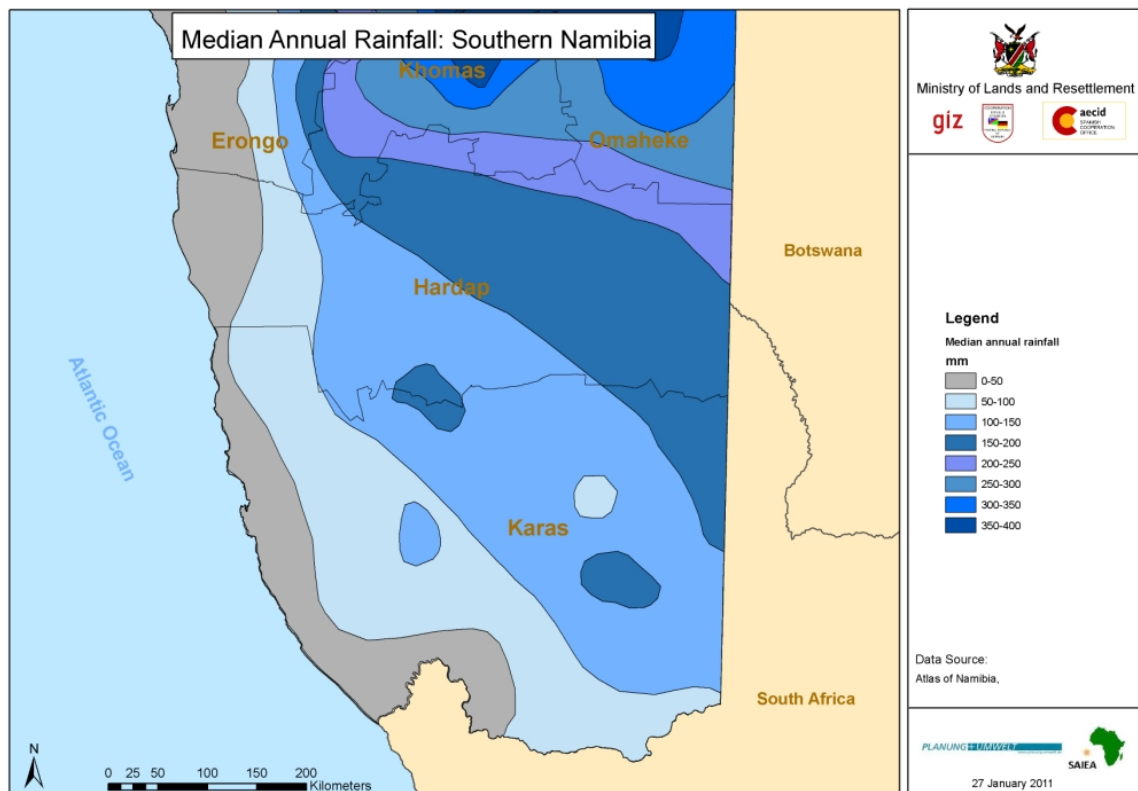 Median Annual Rainfall: Southern Namibia
Khomas
Erongo
Omaheke
Botswana
Hardap
Atlantic Ocean
Karas
South Africa
N
0 25 50 100 150 200
Kilometers
Ministry of Lands and Resettlement
giz
aecid
SPANISH
COOPERATION
OFFICE
Legend
Median annual rainfall
mm
0-50
50-100
100-150
150-200
200-250
250-300
300-350
350-400
Data Source:
Atlas of Namibia,
PLANUNG+UMWELT
SAIEA
27 January 2011